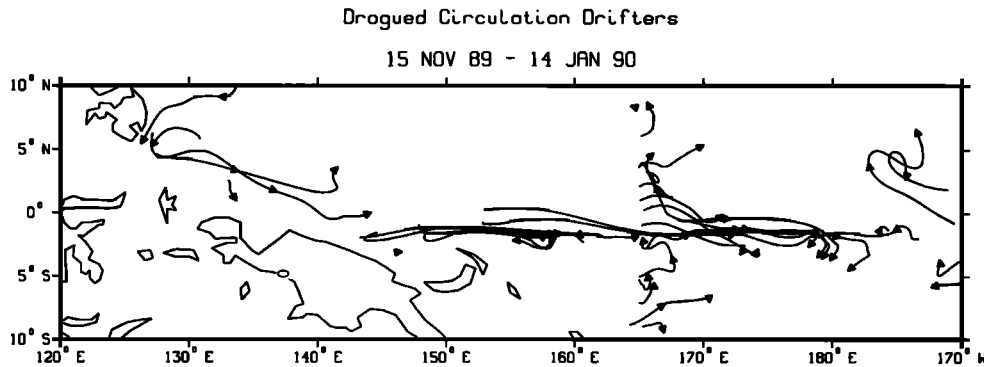 Drogued Circulation Drifters
15 NOV 89 - 14 JAN 90
10° N
5° N
0°
5° S
10° S
120° E 130° E 140° E 150° E 160° E 170° E 180° E 170° W